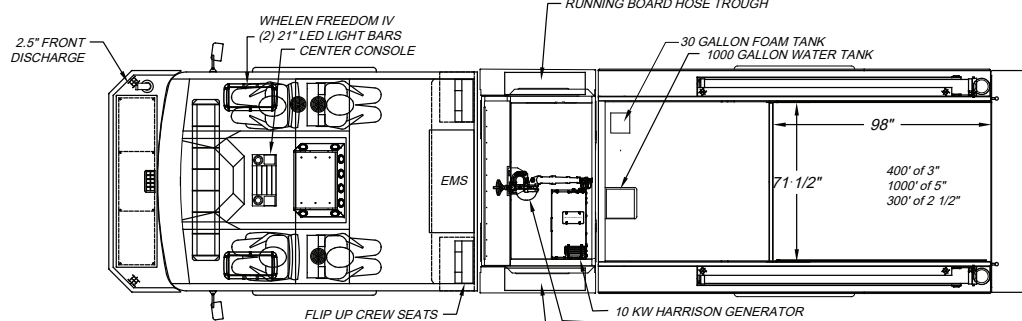 RUNNING BOARD HOSE TROUGH
WHELEN FREEDOM IV
(2) 21" LED LIGHT BARS
CENTER CONSOLE
2.5" FRONT
DISCHARGE
30 GALLON FOAM TANK
1000 GALLON WATER TANK
98"
71 1/2"
400' of 3"
1000' of 5"
300' of 2 1/2"
EMS
FLIP UP CREW SEATS
10 KW HARRISON GENERATOR